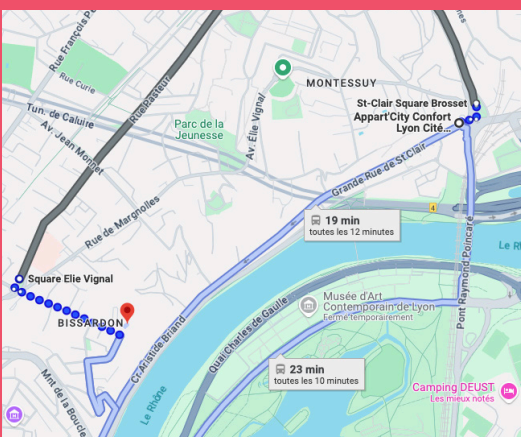 Rue François Pe
Rue Curie
Tun. de Caluire
Av. Jean Monnet
Rue Pasteur
Parc de la
Jeunesse
Av. Élie Vignal
MONTESSUY
St-Clair Square Brosset
Appart'City Confort
Lyon Cité...
Grande Rue de St Clair
Rue de Margnolles
4
19 min
toutes les 12 minutes
Le R
Pont Raymond Poincaré
Square Elie Vignal
BISSARDON
Musée d'Art
Contemporain de Lyon
Fermé temporairement
Quai Charles de Gaulle
Crs Aristide Briand
23 min
toutes les 10 minutes
Camping DEUST
Les mieux notés
Mnt de la Boucle
Le Rhône